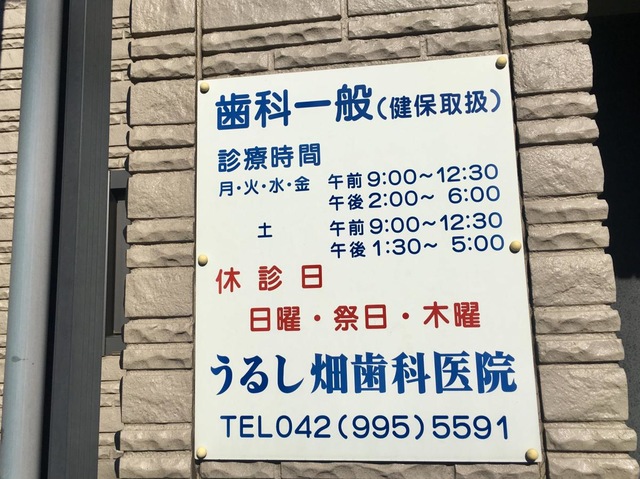 歯科一般(健保取扱)
診療時間
月・火・水・金 午前9:00～12:30
午後2:00～ 6:00
土 午前9:00～12:30
午後1:30～ 5:00
休診日
日曜・祭日・木曜
うるし畑歯科医院
TEL042(995)5591